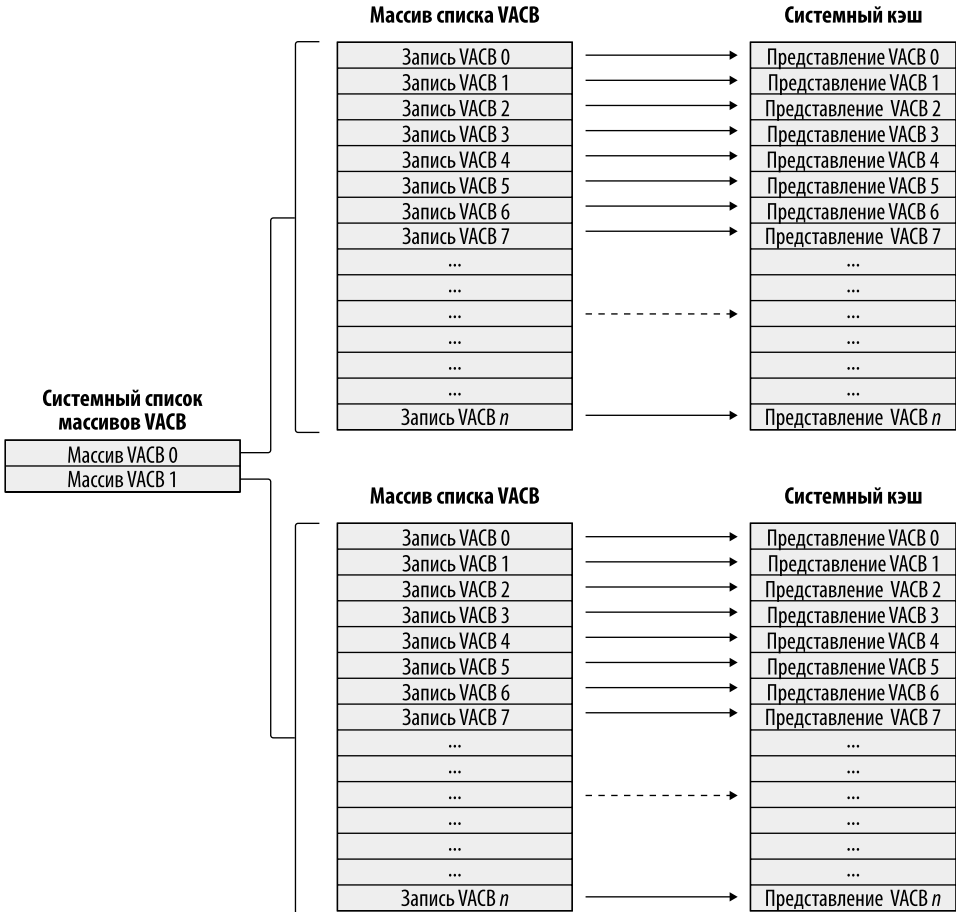 Массив списка VACB
Системный кэш
Запись VACB 0
Представление VACB 0
Запись VACB 1
Представление VACB 1
Запись VACB 2
Представление VACB 2
Запись VACB 3
Представление VACB 3
Запись VACB 4
Представление VACB 4
Запись VACB 5
Представление VACB 5
Запись VACB 6
Представление VACB 6
Запись VACB 7
Представление VACB 7
...
...
...
...
...
...
...
...
...
...
...
...
Запись VACB n
Представление VACB n
Системный список
массивов VACB
Массив VACB 0
Массив VACB 1
Массив списка VACB
Системный кэш
Запись VACB 0
Представление VACB 0
Запись VACB 1
Представление VACB 1
Запись VACB 2
Представление VACB 2
Запись VACB 3
Представление VACB 3
Запись VACB 4
Представление VACB 4
Запись VACB 5
Представление VACB 5
Запись VACB 6
Представление VACB 6
Запись VACB 7
Представление VACB 7
...
...
...
...
...
...
...
...
...
...
...
...
Запись VACB n
Представление VACB n